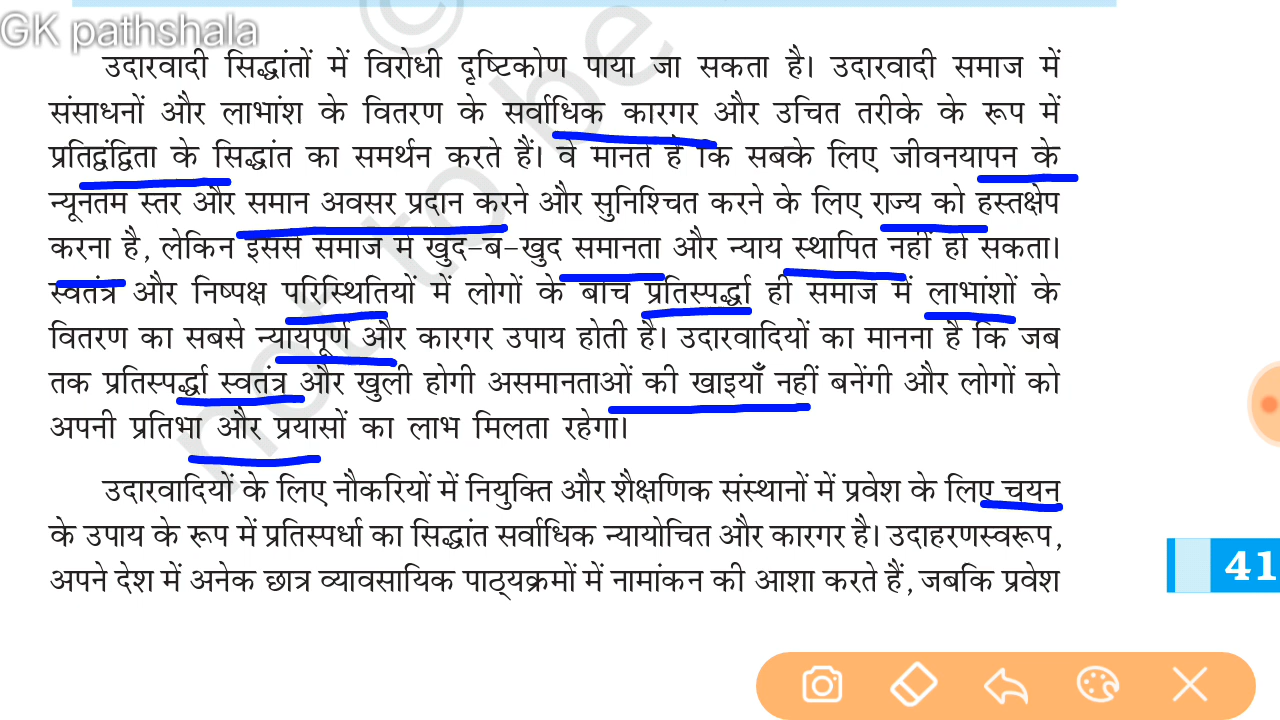 GK pathshala
उदारवादी सिद्धांतों में विरोधी दृष्टिकोण पाया जा सकता है। उदारवादी समाज में
संसाधनों और लाभांश के वितरण के सर्वाधिक कारगर और उचित तरीके के रूप में
प्रतिद्वंद्विता के सिद्धांत का समर्थन करते हैं। वे मानते हैं कि सबके लिए जीवनयापन के
न्यूनतम स्तर और समान अवसर प्रदान करने और सुनिश्चित करने के लिए राज्य को हस्तक्षेप
करना है, लेकिन इससे समाज में खुद-ब-खुद समानता और न्याय स्थापित नहीं हो सकता।
स्वतंत्र और निष्पक्ष परिस्थितियों में लोगों के बीच प्रतिस्पर्द्धा ही समाज में लाभांशों के
वितरण का सबसे न्यायपूर्ण और कारगर उपाय होती है। उदारवादियों का मानना है कि जब
तक प्रतिस्पर्द्धा स्वतंत्र और खुली होगी असमानताओं की खाइयाँ नहीं बनेंगी और लोगों को
अपनी प्रतिभा और प्रयासों का लाभ मिलता रहेगा।
उदारवादियों के लिए नौकरियों में नियुक्ति और शैक्षणिक संस्थानों में प्रवेश के लिए चयन
के उपाय के रूप में प्रतिस्पर्धा का सिद्धांत सर्वाधिक न्यायोचित और कारगर है। उदाहरणस्वरूप,
अपने देश में अनेक छात्र व्यावसायिक पाठ्यक्रमों में नामांकन की आशा करते हैं, जबकि प्रवेश
41
© not to be